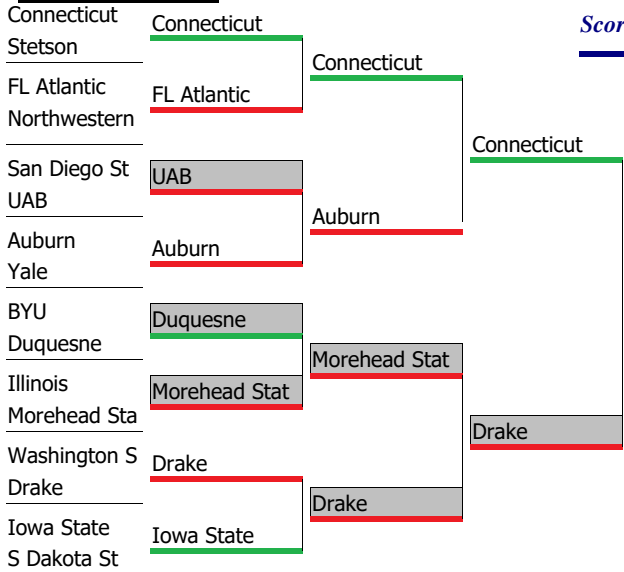 Connecticut
Stetson
FL Atlantic
Northwestern
San Diego St
UAB
Auburn
Yale
BYU
Duquesne
Illinois
Morehead Sta
Washington S
Drake
Iowa State
S Dakota St
Connecticut
FL Atlantic
UAB
Auburn
Duquesne
Morehead Stat
Drake
Iowa State
Connecticut
Auburn
Morehead Stat
Drake
Connecticut
Drake
Scor